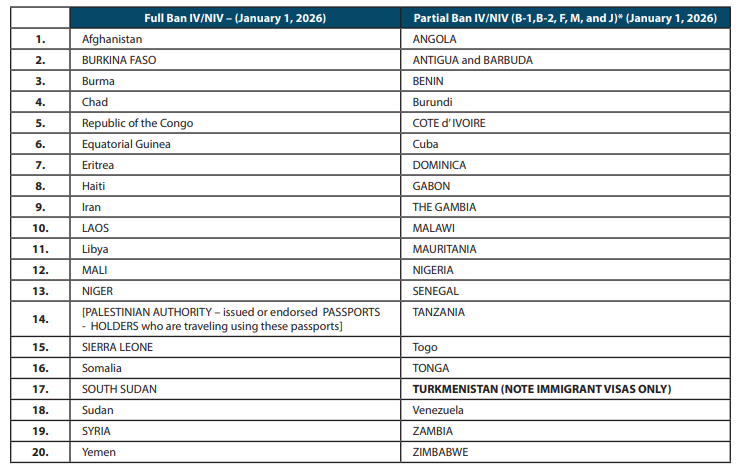 Full Ban IV/NIV – (January 1, 2026) Partial Ban IV/NIV (B-1,B-2, F, M, and J)* (January 1, 2026)
1. Afghanistan ANGOLA
2. BURKINA FASO ANTIGUA and BARBUDA
3. Burma BENIN
4. Chad Burundi
5. Republic of the Congo COTE d' IVOIRE
6. Equatorial Guinea Cuba
7. Eritrea DOMINICA
8. Haiti GABON
9. Iran THE GAMBIA
10. LAOS MALAWI
11. Libya MAURITANIA
12. MALI NIGERIA
13. NIGER SENEGAL
14. [PALESTINIAN AUTHORITY – issued or endorsed PASSPORTS TANZANIA
- HOLDERS who are traveling using these passports]
15. SIERRA LEONE Togo
16. Somalia TONGA
17. SOUTH SUDAN TURKMENISTAN (NOTE IMMIGRANT VISAS ONLY)
18. Sudan Venezuela
19. SYRIA ZAMBIA
20. Yemen ZIMBABWE